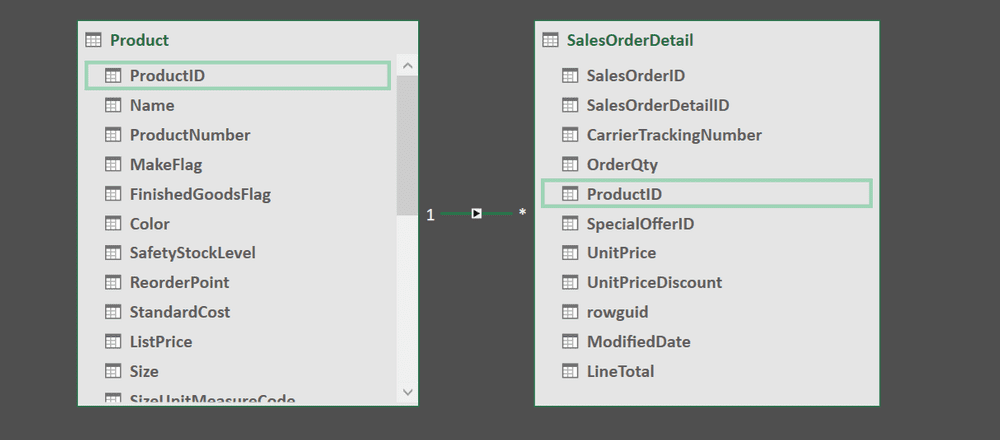 Product
ProductID
Name
ProductNumber
MakeFlag
FinishedGoodsFlag
Color
SafetyStockLevel
ReorderPoint
StandardCost
ListPrice
Size
SizeUnitMeasureCode
1
*
SalesOrderDetail
SalesOrderID
SalesOrderDetailID
CarrierTrackingNumber
OrderQty
ProductID
SpecialOfferID
UnitPrice
UnitPriceDiscount
rowguid
ModifiedDate
LineTotal